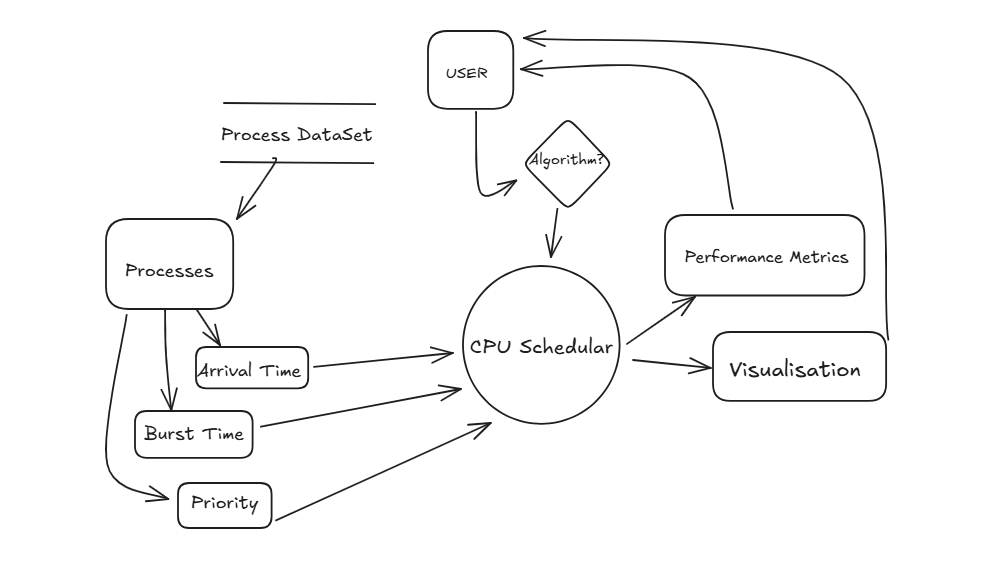 USER
Process DataSet
Algorithm?
Processes
Performance Metrics
CPU Schedular
Arrival Time
Visualisation
Burst Time
Priority